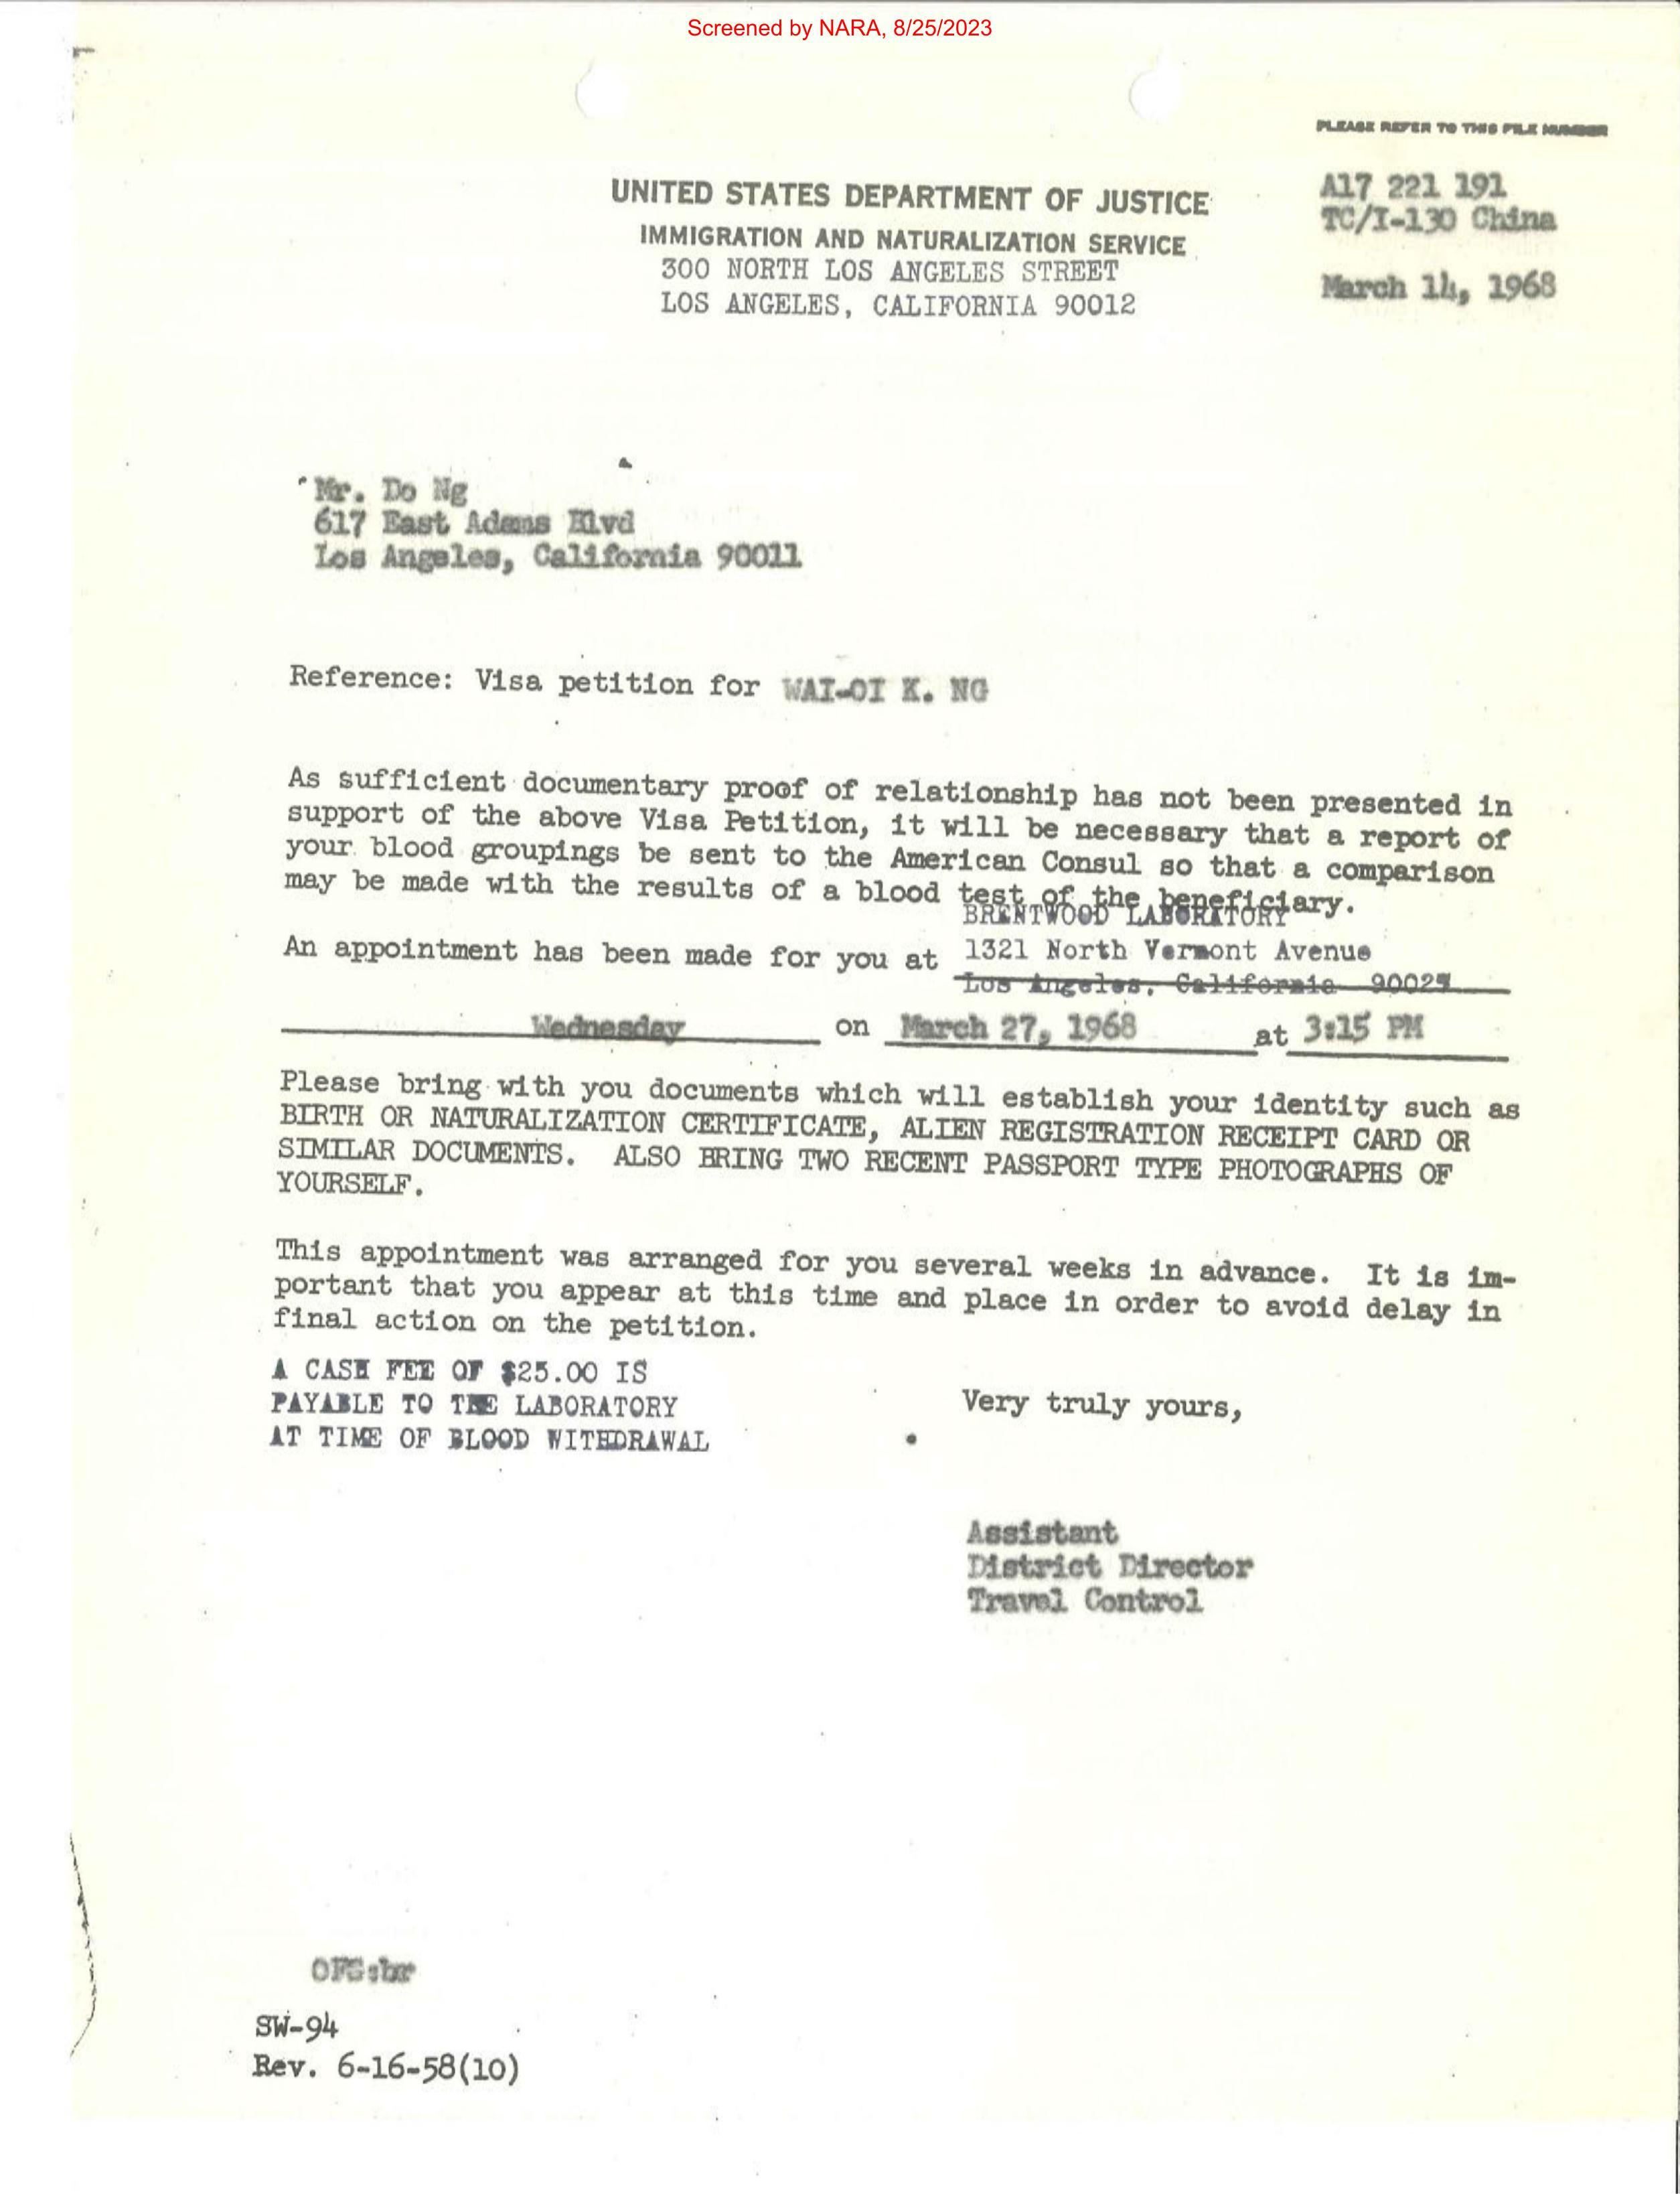 Screened by NARA, 8/25/2023
PLEASE REFER TO THIS FILE NUMBER
A17 221 191
TC/I-130 China
March 14, 1968
UNITED STATES DEPARTMENT OF JUSTICE
IMMIGRATION AND NATURALIZATION SERVICE
300 NORTH LOS ANGELES STREET
LOS ANGELES, CALIFORNIA 90012
Mr. Do Ng
617 East Adams Blvd
Los Angeles, California 90011
Reference: Visa petition for WAI-OI K. NG
As sufficient documentary proof of relationship has not been presented in
support of the above Visa Petition, it will be necessary that a report of
your blood groupings be sent to the American Consul so that a comparison
may be made with the results of a blood test of the beneficiary.
BRENTWOOD LABORATORY
An appointment has been made for you at 1321 North Vermont Avenue
Los Angeles, California 90027
Wednesday on March 27, 1968 at 3:15 PM
Please bring with you documents which will establish your identity such as
BIRTH OR NATURALIZATION CERTIFICATE, ALIEN REGISTRATION RECEIPT CARD OR
SIMILAR DOCUMENTS. ALSO BRING TWO RECENT PASSPORT TYPE PHOTOGRAPHS OF
YOURSELF.
This appointment was arranged for you several weeks in advance. It is im-
portant that you appear at this time and place in order to avoid delay in
final action on the petition.
A CASH FEE OF $25.00 IS
PAYABLE TO THE LABORATORY
AT TIME OF BLOOD WITHDRAWAL
Very truly yours,
Assistant
District Director
Travel Control
OFS:br
SW-94
Rev. 6-16-58(10)